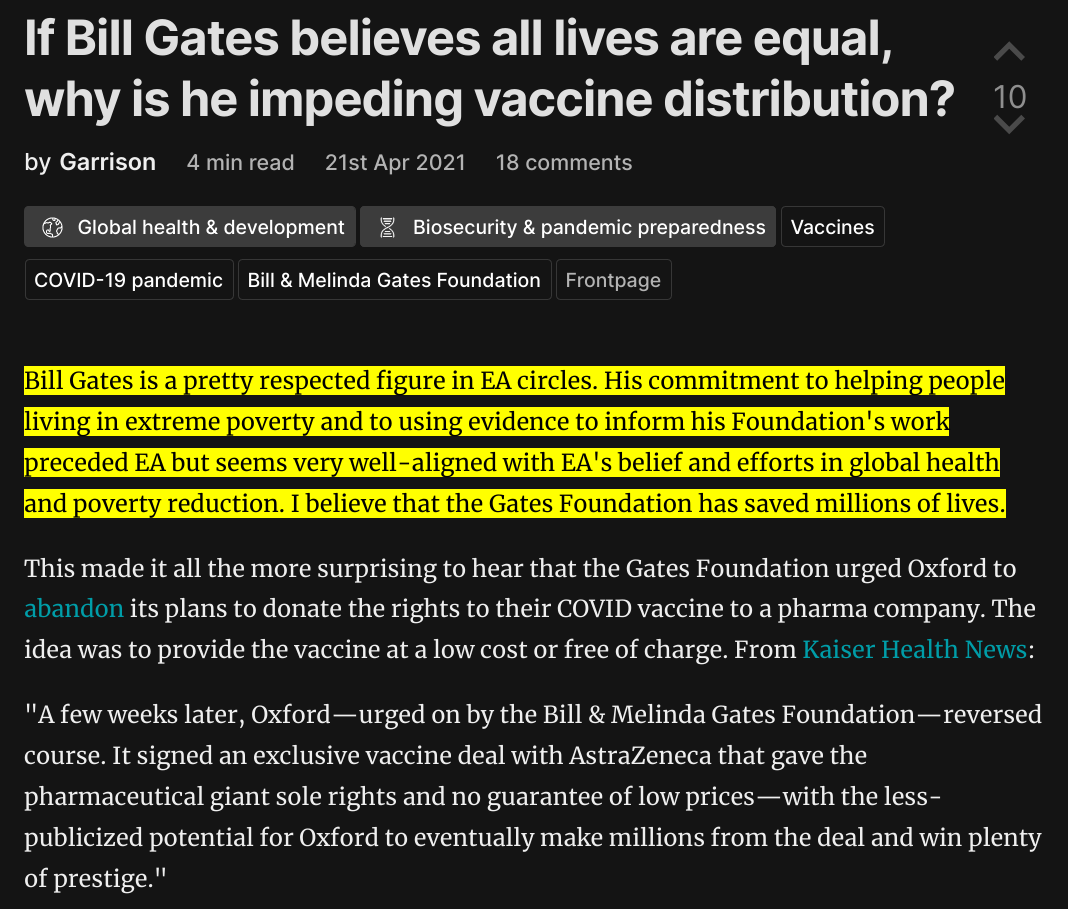 If Bill Gates believes all lives are equal,
why is he impeding vaccine distribution?
10
by Garrison 4 min read 21st Apr 2021 18 comments
Global health & development Biosecurity & pandemic preparedness Vaccines
COVID-19 pandemic Bill & Melinda Gates Foundation Frontpage
Bill Gates is a pretty respected figure in EA circles. His commitment to helping people
living in extreme poverty and to using evidence to inform his Foundation's work
preceded EA but seems very well-aligned with EA's belief and efforts in global health
and poverty reduction. I believe that the Gates Foundation has saved millions of lives.
This made it all the more surprising to hear that the Gates Foundation urged Oxford to
abandon its plans to donate the rights to their COVID vaccine to a pharma company. The
idea was to provide the vaccine at a low cost or free of charge. From Kaiser Health News:
"A few weeks later, Oxford—urged on by the Bill & Melinda Gates Foundation—reversed
course. It signed an exclusive vaccine deal with AstraZeneca that gave the
pharmaceutical giant sole rights and no guarantee of low prices—with the less-
publicized potential for Oxford to eventually make millions from the deal and win plenty
of prestige."